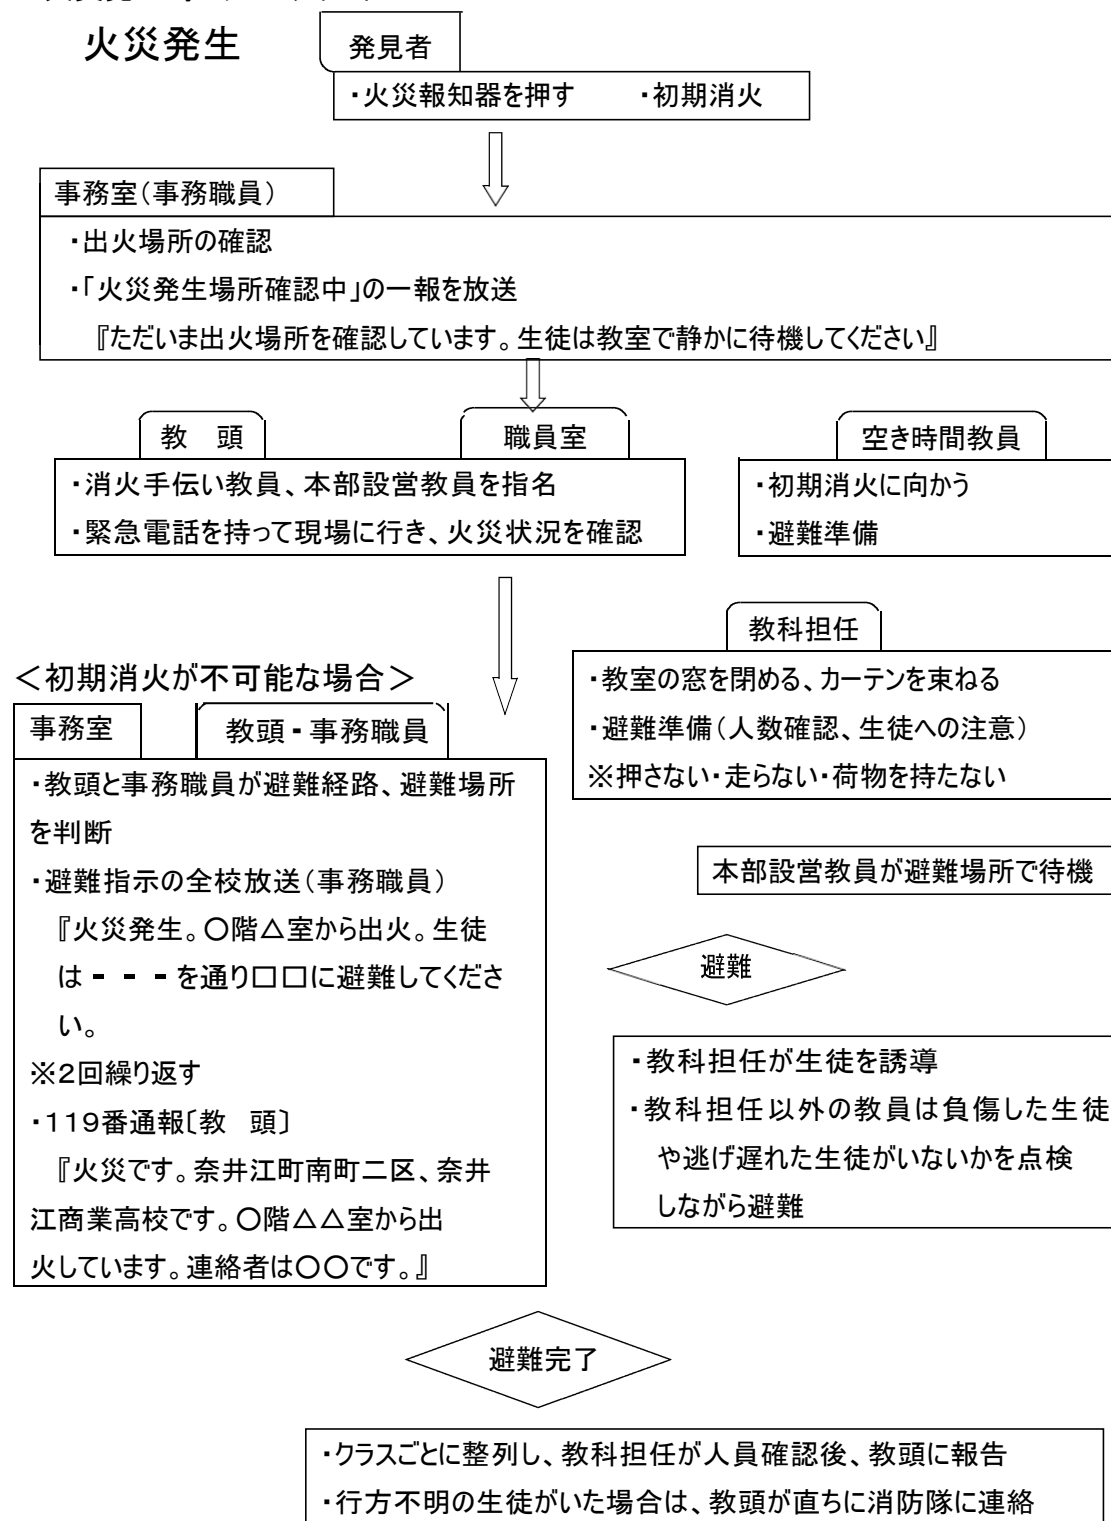 火災発生
発見者
・火災報知器を押す　・初期消火
事務室（事務職員）
・出火場所の確認
・「火災発生場所確認中」の一報を放送
『ただいま出火場所を確認しています。生徒は教室で静かに待機してください』
教　頭
職員室
・消火手伝い教員、本部設営教員を指名
・緊急電話を持って現場に行き、火災状況を確認
空き時間教員
・初期消火に向かう
・避難準備
教科担任
・教室の窓を閉める、カーテンを束ねる
・避難準備（人数確認、生徒への注意）
※押さない・走らない・荷物を持たない
＜初期消火が不可能な場合＞
事務室
教頭・事務職員
・教頭と事務職員が避難経路、避難場所
を判断
・避難指示の全校放送（事務職員）
『火災発生。〇階△室から出火。生徒
は・・・を通り□□に避難してくださ
い。
※２回繰り返す
・１１９番通報〔教　頭〕
『火災です。奈井江町南町二区、奈井
江商業高校です。〇階△△室から出
火しています。連絡者は〇〇です。』
本部設営教員が避難場所で待機
避難
・教科担任が生徒を誘導
・教科担任以外の教員は負傷した生徒
や逃げ遅れた生徒がいないかを点検
しながら避難
避難完了
・クラスごとに整列し、教科担任が人員確認後、教頭に報告
・行方不明の生徒がいた場合は、教頭が直ちに消防隊に連絡